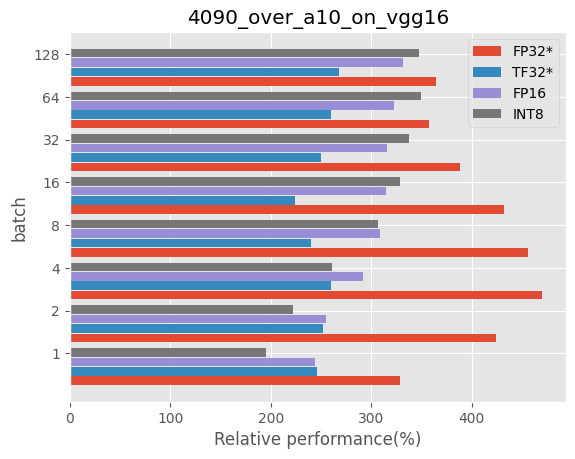 4090_over_a10_on_vgg16
FP32*
TF32*
FP16
INT8
128
64
32
16
8
4
2
1
batch
0 100 200 300 400
Relative performance(%)